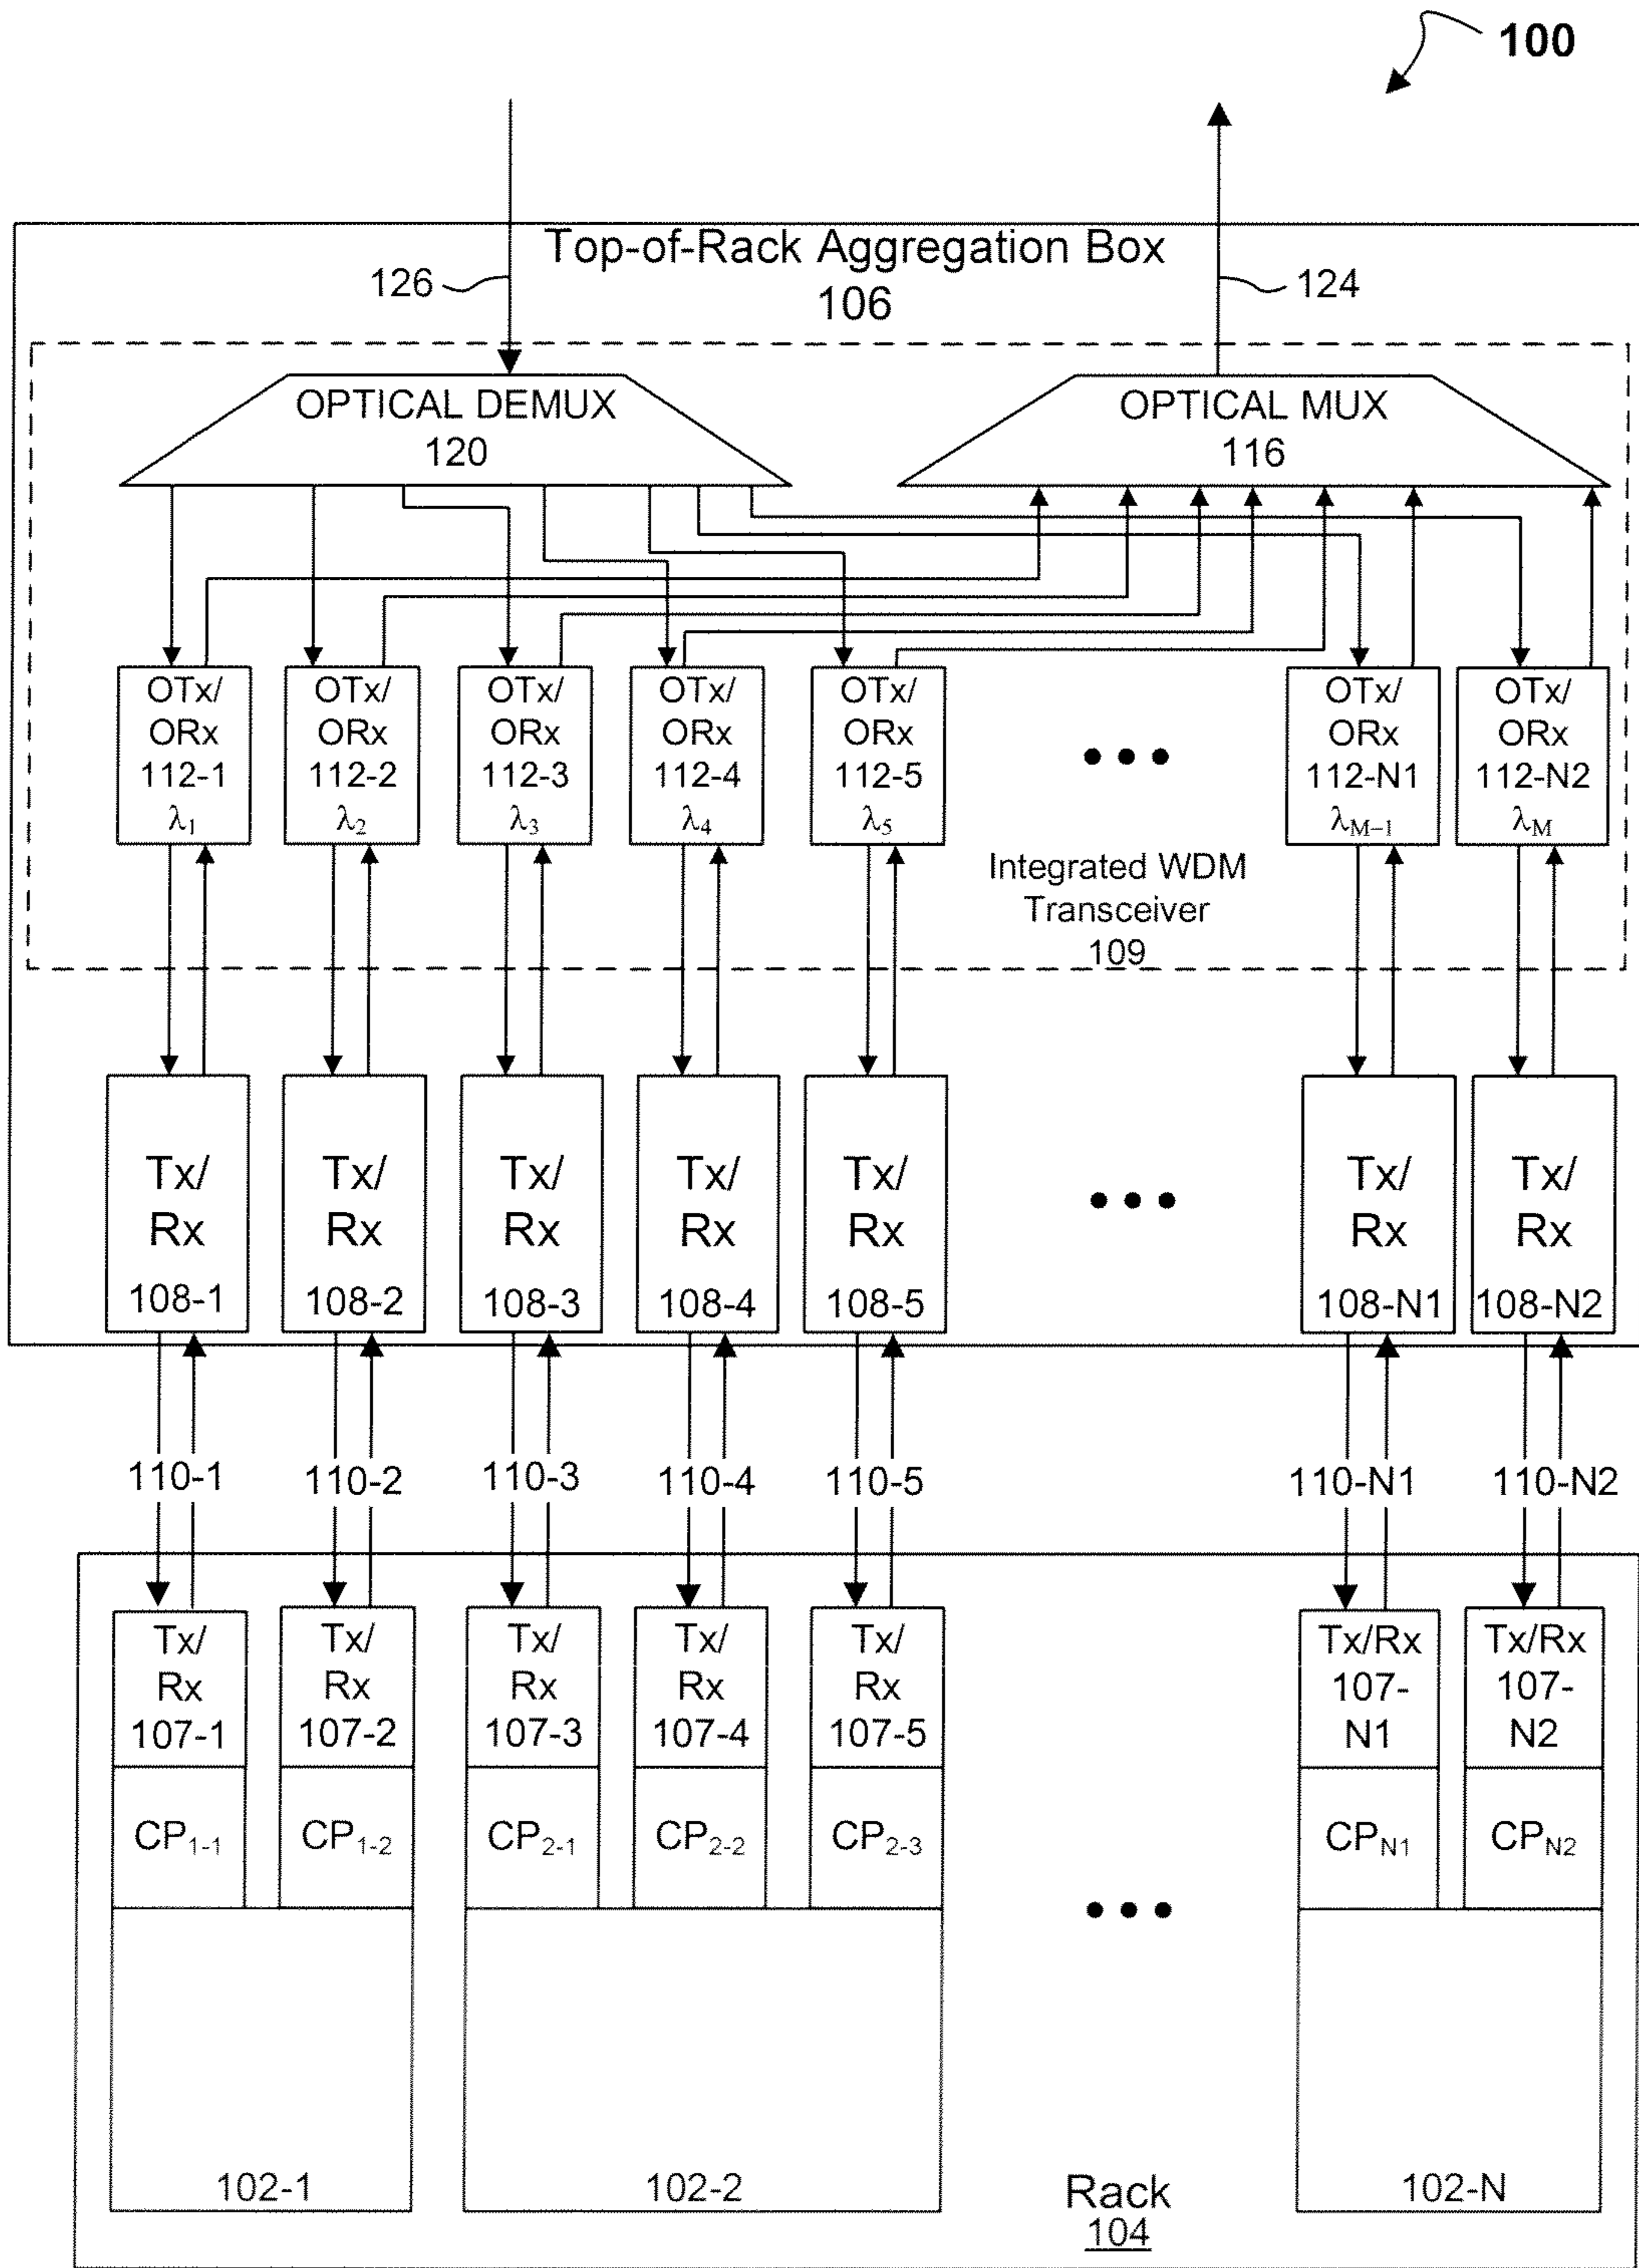 100
Top-of-Rack Aggregation Box
106
126
124
OPTICAL DEMUX
120
OPTICAL MUX
116
OTx/
ORx
112-1
λ1
OTx/
ORx
112-2
λ2
OTx/
ORx
112-3
λ3
OTx/
ORx
112-4
λ4
OTx/
ORx
112-5
λ5
OTx/
ORx
112-N1
λM–1
OTx/
ORx
112-N2
λM
Integrated WDM
Transceiver
109
Tx/
Rx
108-1
Tx/
Rx
108-2
Tx/
Rx
108-3
Tx/
Rx
108-4
Tx/
Rx
108-5
Tx/
Rx
108-N1
Tx/
Rx
108-N2
110-1
110-2
110-3
110-4
110-5
110-N1
110-N2
Tx/
Rx
107-1
Tx/
Rx
107-2
Tx/
Rx
107-3
Tx/
Rx
107-4
Tx/
Rx
107-5
Tx/Rx
107-
N1
Tx/Rx
107-
N2
CP1-1
CP1-2
CP2-1
CP2-2
CP2-3
CPN1
CPN2
102-1
102-2
102-N
Rack
104